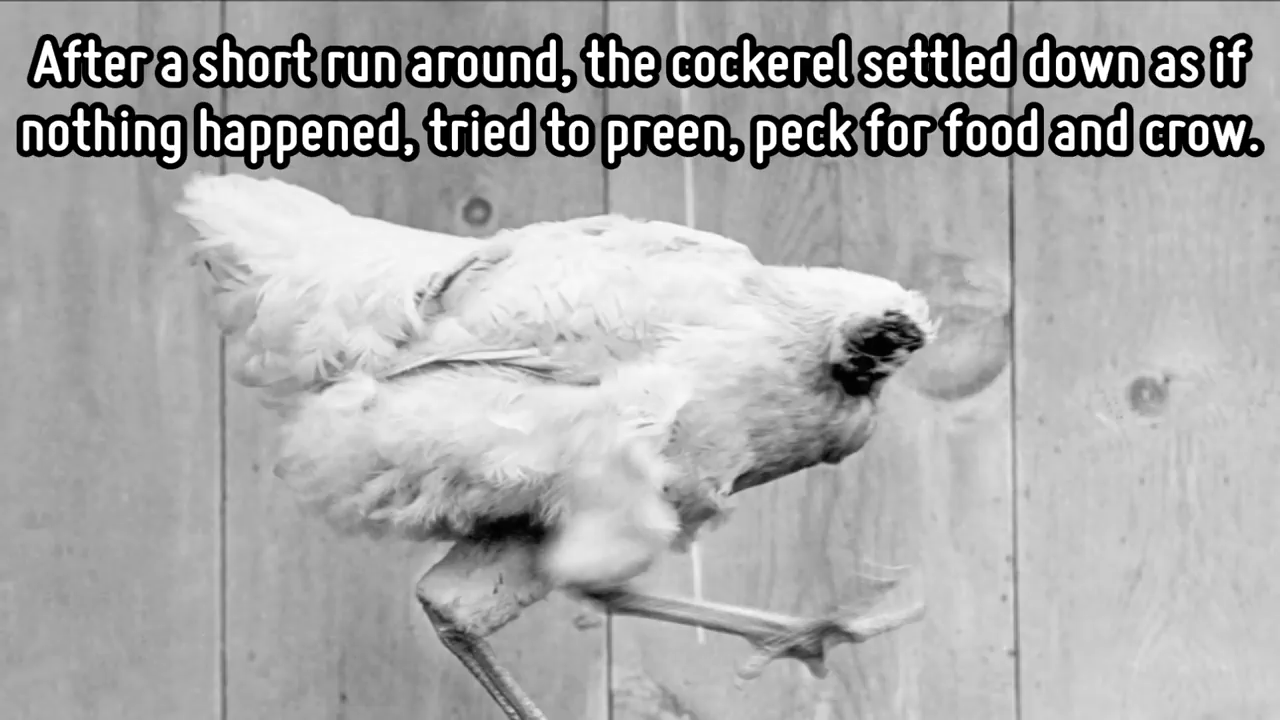 After a short run around, the cockerel settled down as if
nothing happened, tried to preen, peck for food and crow.